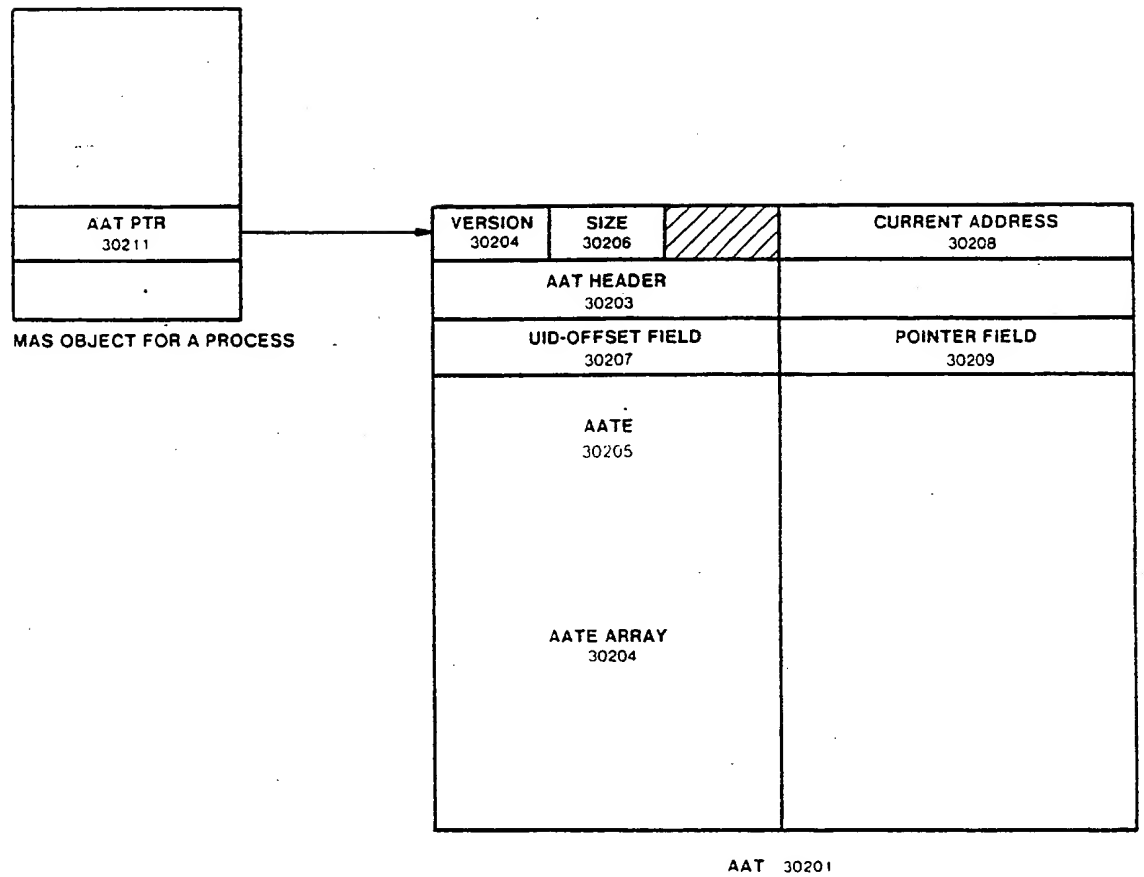 AAT PTR
30211
MAS OBJECT FOR A PROCESS
VERSION
30204
SIZE
30206
CURRENT ADDRESS
30208
AAT HEADER
30203
UID-OFFSET FIELD
30207
POINTER FIELD
30209
AATE
30205
AATE ARRAY
30204
AAT 30201